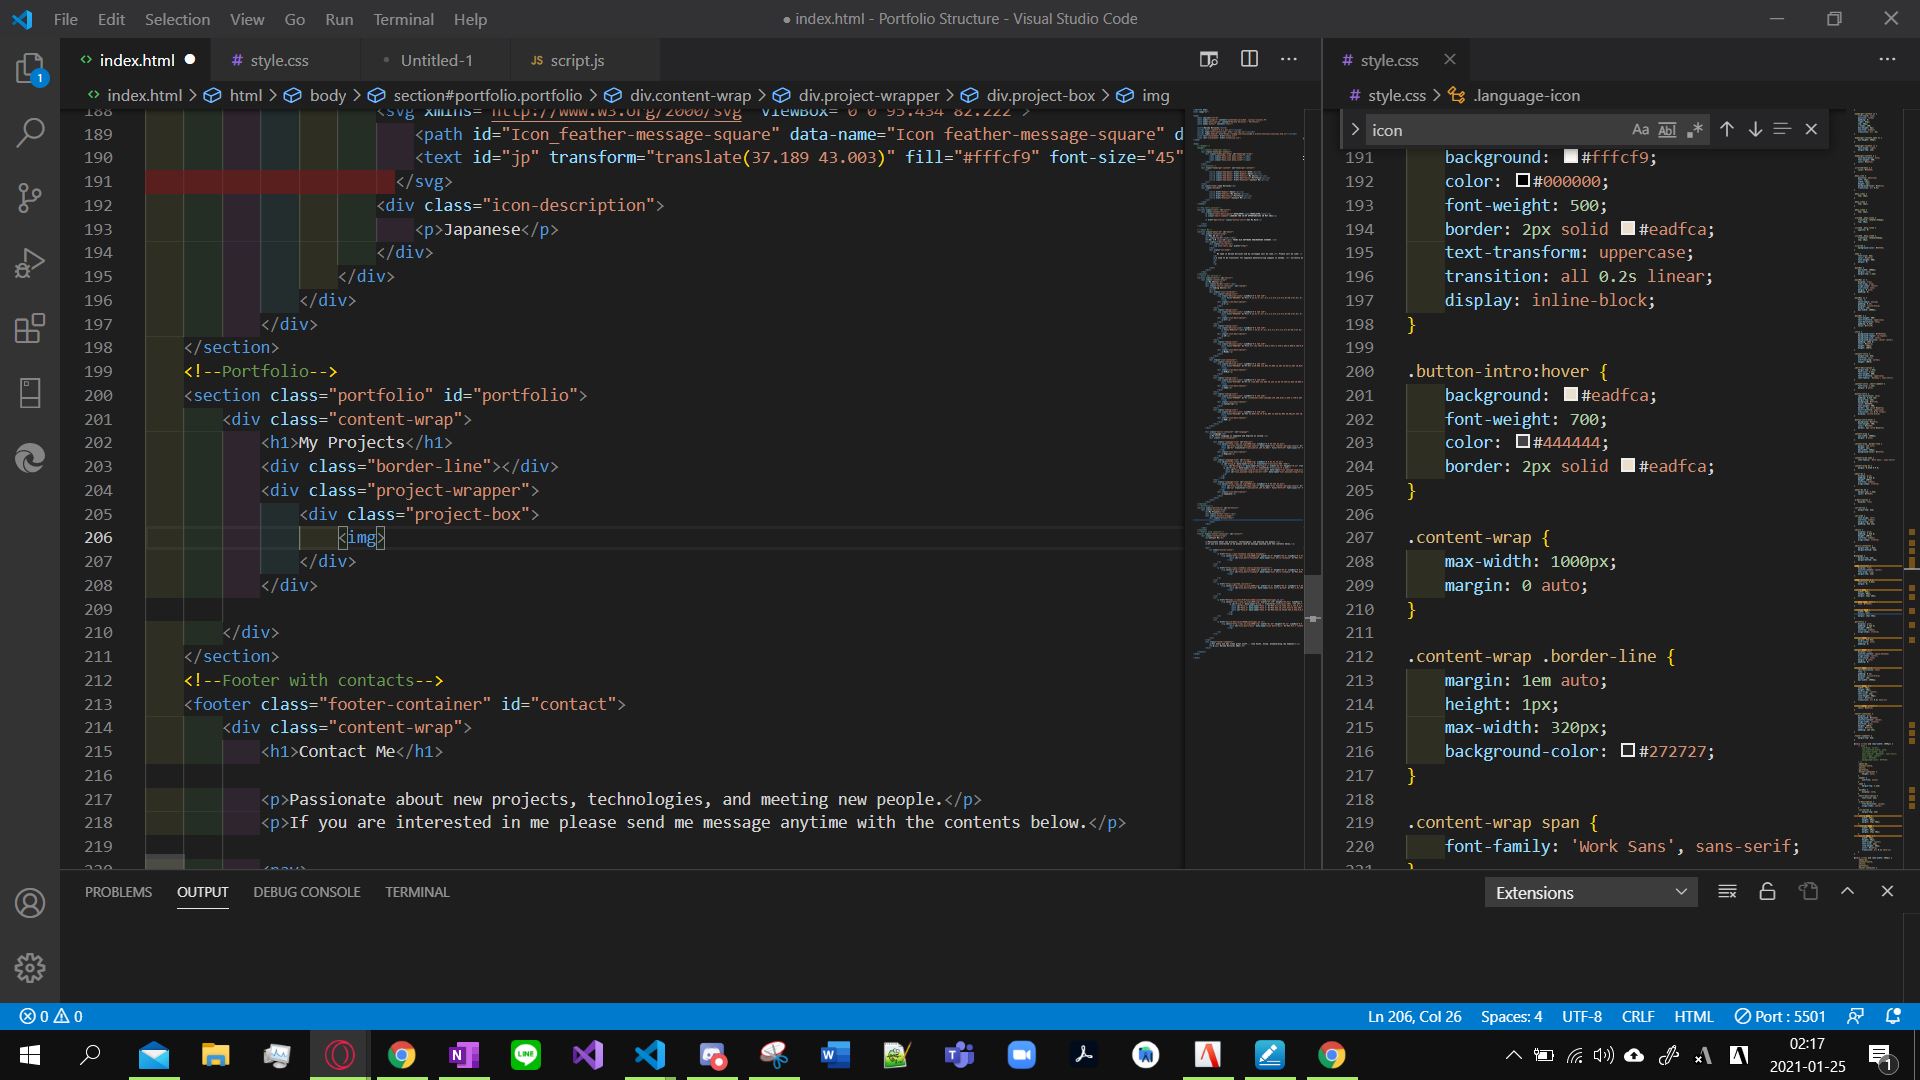 File Edit Selection View Go Run Terminal Help
● index.html - Portfolio Structure - Visual Studio Code
index.html
style.css
Untitled-1
JS script.js
index.html > html > body > section#portfolio.portfolio > div.content-wrap > div.project-wrapper > div.project-box > img
188 <svg xmlns="http://www.w3.org/2000/svg" viewBox="0 0 95.454 82.222">
189 <path id="Icon_feather-message-square" data-name="Icon feather-message-square" d
190 <text id="jp" transform="translate(37.189 43.003)" fill="#fffcf9" font-size="45"
191 </svg>
192 <div class="icon-description">
193 <p>Japanese</p>
194 </div>
195 </div>
196 </div>
197 </div>
198 </section>
199 <!--Portfolio-->
200 <section class="portfolio" id="portfolio">
201 <div class="content-wrap">
202 <h1>My Projects</h1>
203 <div class="border-line"></div>
204 <div class="project-wrapper">
205 <div class="project-box">
206 <img>
207 </div>
208 </div>
209
210 </div>
211 </section>
212 <!--Footer with contacts-->
213 <footer class="footer-container" id="contact">
214 <div class="content-wrap">
215 <h1>Contact Me</h1>
216
217 <p>Passionate about new projects, technologies, and meeting new people.</p>
218 <p>If you are interested in me please send me message anytime with the contents below.</p>
219
220 <nav>
# style.css
# style.css > .language-icon
icon
191 background: #fffcf9;
192 color: #000000;
193 font-weight: 500;
194 border: 2px solid #eadfca;
195 text-transform: uppercase;
196 transition: all 0.2s linear;
197 display: inline-block;
198 }
199
200 .button-intro:hover {
201 background: #eadfca;
202 font-weight: 700;
203 color: #444444;
204 border: 2px solid #eadfca;
205 }
206
207 .content-wrap {
208 max-width: 1000px;
209 margin: 0 auto;
210 }
211
212 .content-wrap .border-line {
213 margin: 1em auto;
214 height: 1px;
215 max-width: 320px;
216 background-color: #272727;
217 }
218
219 .content-wrap span {
220 font-family: 'Work Sans', sans-serif;
221 }
PROBLEMS OUTPUT DEBUG CONSOLE TERMINAL
Extensions
0 0
Ln 206, Col 26 Spaces: 4 UTF-8 CRLF HTML Port : 5501
02:17
2021-01-25
1